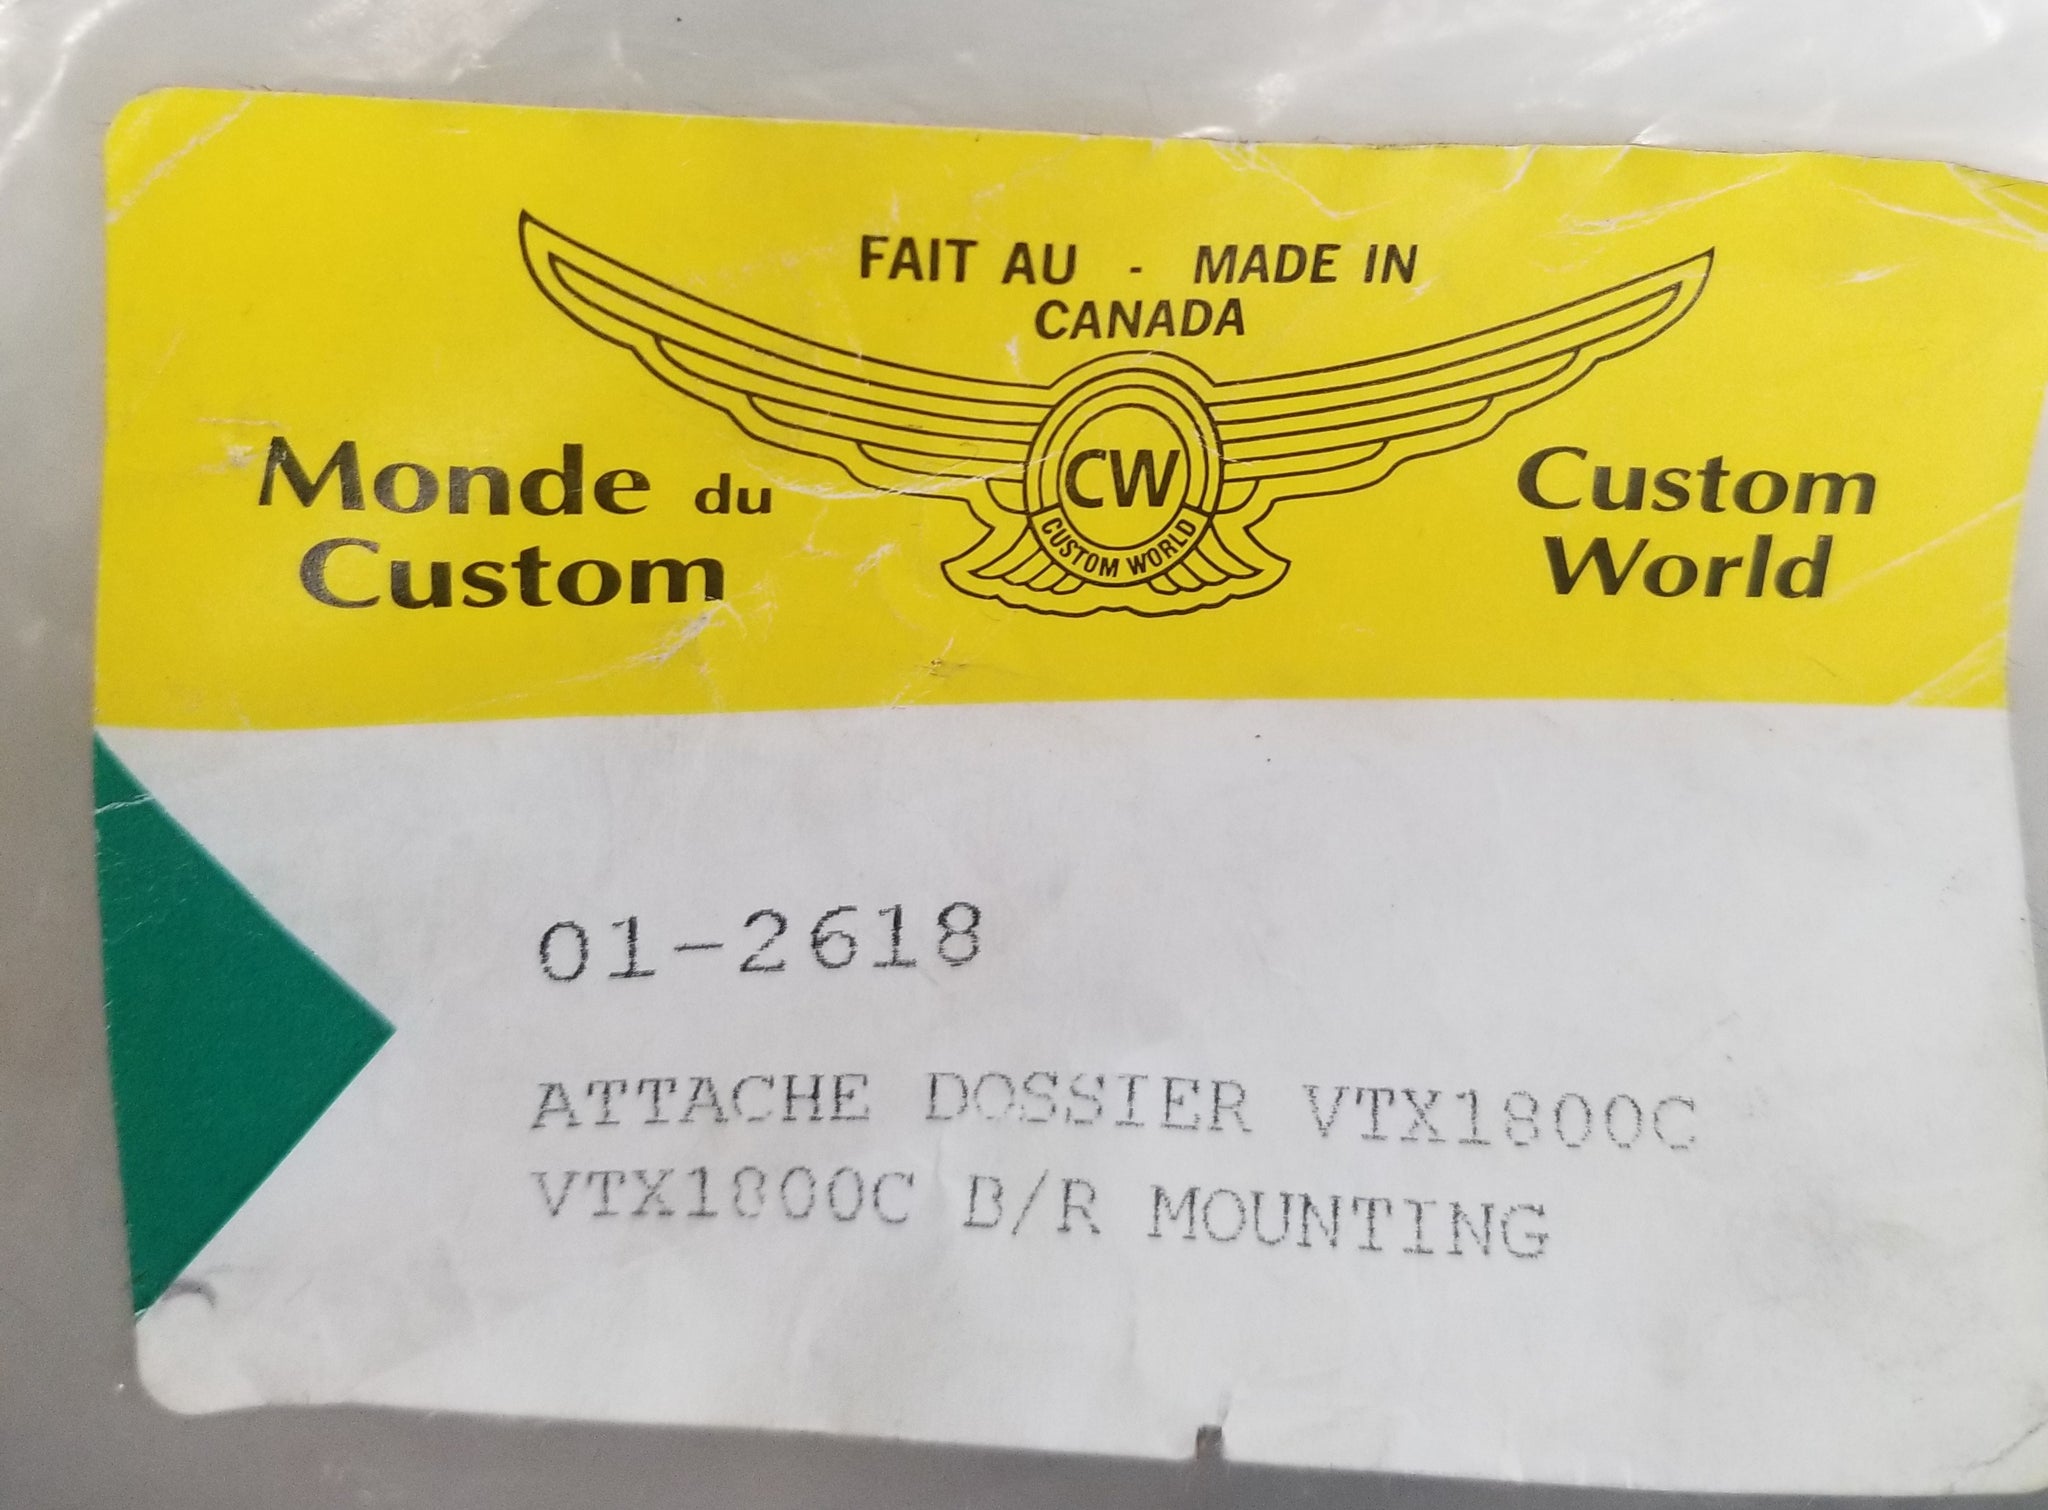 FAIT AU - MADE IN
CANADA
Monde du
Custom
CW
CUSTOM WORLD
Custom
World
01-2618
ATTACHE DOSSIER VTX1800C
VTX1800C B/R MOUNTING